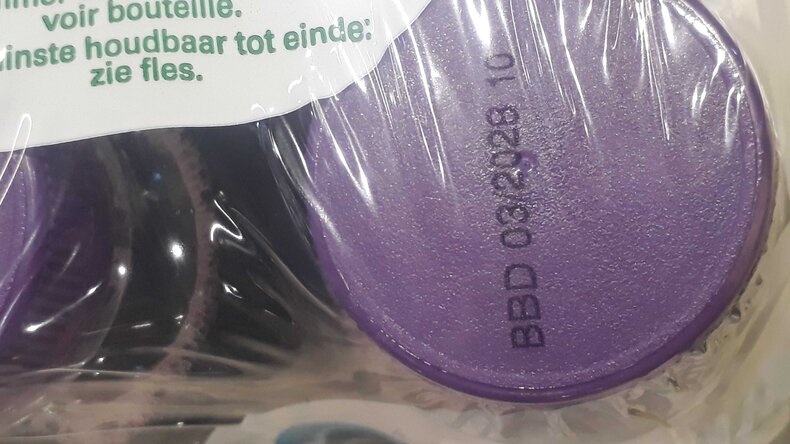 voir bouteille.
houdbaar tot einde:
zie fles.
BBD 03/2028 10